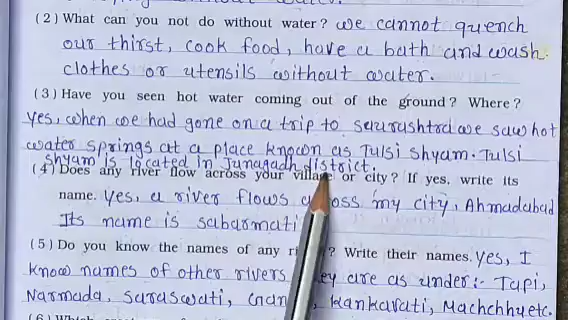 (2) What can you not do without water? we cannot quench
our thirst, cook food, have a bath and wash
clothes or utensils without water.
(3) Have you seen hot water coming out of the ground? Where?
Yes, when we had gone on a trip to saurashtra we saw hot
water springs at a place known as Tulsi Shyam. Tulsi
Shyam is located in Junagadh district.
(4) Does any river flow across your village or city? If yes, write its
name. Yes, a river flows my city, Ahmadabad
Its name is
(5) Do you know the names of any ? Write their names. Yes, I
know names of other rivers are as under:- Tapi,
Narmada, Saraswati, Kankavati, Machchhu etc.